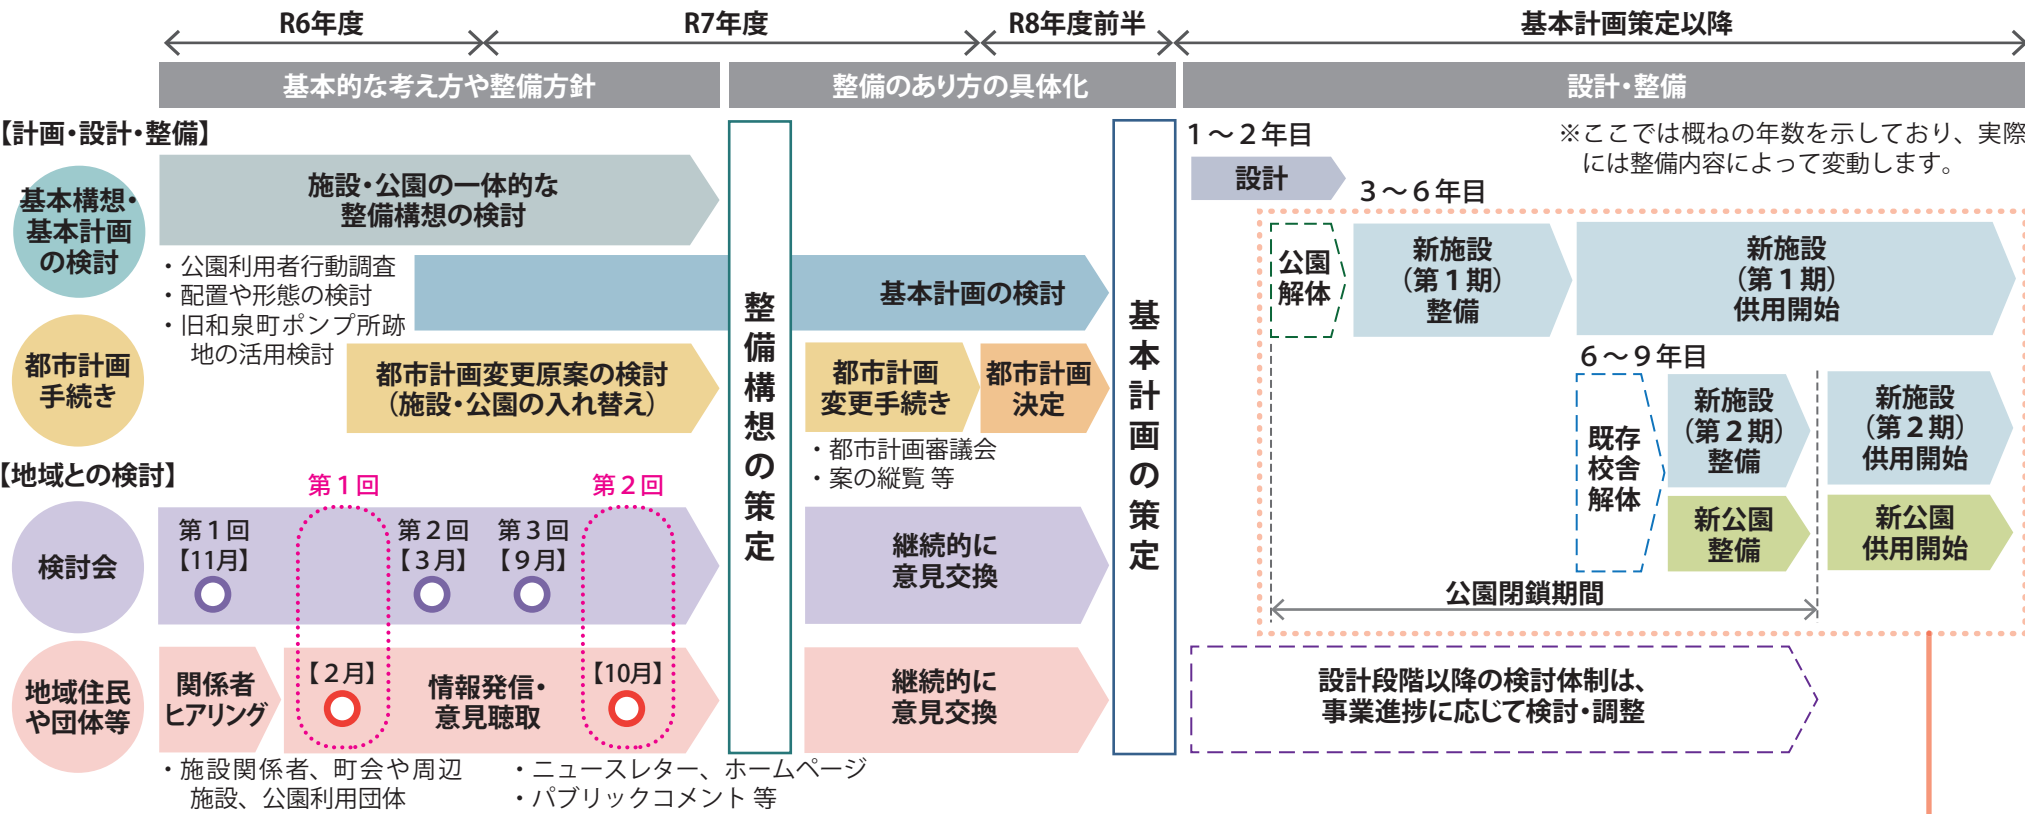 R6年度
R7年度
R8年度前半
基本計画策定以降
基本的な考え方や整備方針
整備のあり方の具体化
設計・整備
【計画・設計・整備】
基本構想・
基本計画
の検討
施設・公園の一体的な
整備構想の検討
・公園利用者行動調査
・配置や形態の検討
・旧和泉町ポンプ所跡
地の活用検討
基本計画の検討
都市計画
手続き
都市計画変更原案の検討
（施設・公園の入れ替え）
都市計画
変更手続き
都市計画
決定
・都市計画審議会
・案の縦覧 等
整備構想の策定
基本計画の策定
1～2年目
設計
※ここでは概ねの年数を示しており、実際
には整備内容によって変動します。
3～6年目
公園
解体
新施設
（第1期）
整備
新施設
（第1期）
供用開始
6～9年目
既存
校舎
解体
新施設
（第2期）
整備
新施設
（第2期）
供用開始
新公園
整備
新公園
供用開始
公園閉鎖期間
【地域との検討】
第1回
第2回
検討会
第1回
【11月】
第2回
【3月】
第3回
【9月】
継続的に
意見交換
地域住民
や団体等
関係者
ヒアリング
【2月】
情報発信・
意見聴取
【10月】
継続的に
意見交換
設計段階以降の検討体制は、
事業進捗に応じて検討・調整
・施設関係者、町会や周辺
施設、公園利用団体
・ニュースレター、ホームページ
・パブリックコメント 等